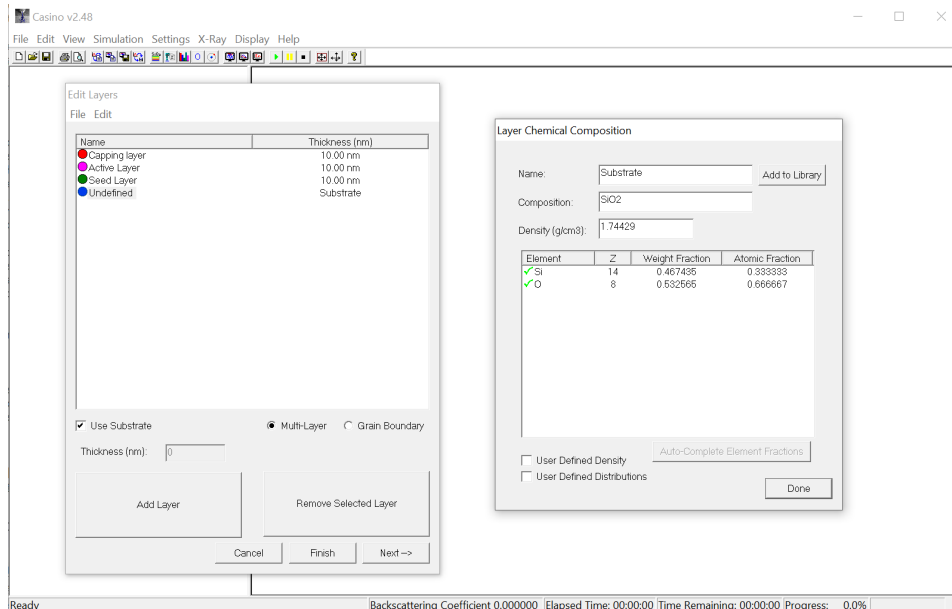 Casino v2.48
File Edit View Simulation Settings X-Ray Display Help
Edit Layers
File Edit
Name Thickness (nm)
Capping layer 10.00 nm
Active Layer 10.00 nm
Seed Layer 10.00 nm
Undefined Substrate
Use Substrate Multi-Layer Grain Boundary
Thickness (nm): 0
Add Layer Remove Selected Layer
Cancel Finish Next-->
Layer Chemical Composition
Name: Substrate Add to Library
Composition: SiO2
Density (g/cm3): 1.74429
Element Z Weight Fraction Atomic Fraction
Si 14 0.467435 0.333333
O 8 0.532565 0.666667
Auto-Complete Element Fractions
User Defined Density
User Defined Distributions
Done
Ready Backscattering Coefficient 0.000000 Elapsed Time: 00:00:00 Time Remaining: 00:00:00 Progress: 0.0%